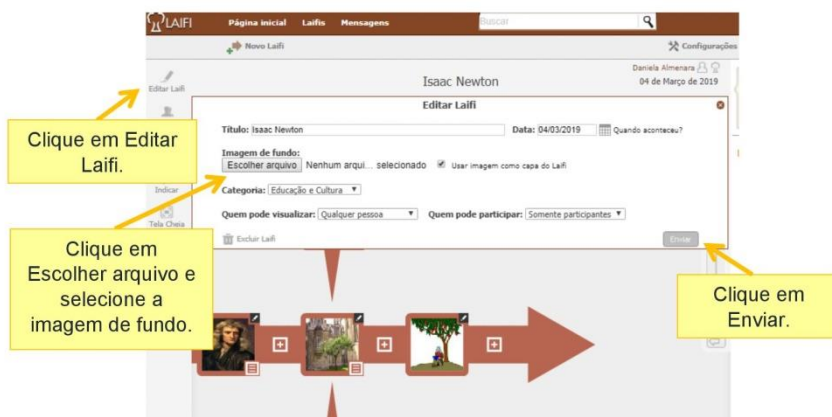 LAIFI
Página inicial Laifis Mensagens
Buscar
Novo Laifi
Configurações
Daniela Almenara
04 de Março de 2019
Editar Laifi
Isaac Newton
Editar Laifi
Título: Isaac Newton
Data: 04/03/2019
Quando aconteceu?
Imagem de fundo:
Escolher arquivo Nenhum arqui... selecionado
Usar imagem como capa do Laifi
Categoria: Educação e Cultura
Quem pode visualizar: Qualquer pessoa
Quem pode participar: Somente participantes
Excluir Laifi
Enviar
Indicar
Tela Cheia
Clique em Editar
Laifi.
Clique em
Escolher arquivo e
selecione a
imagem de fundo.
Clique em
Enviar.